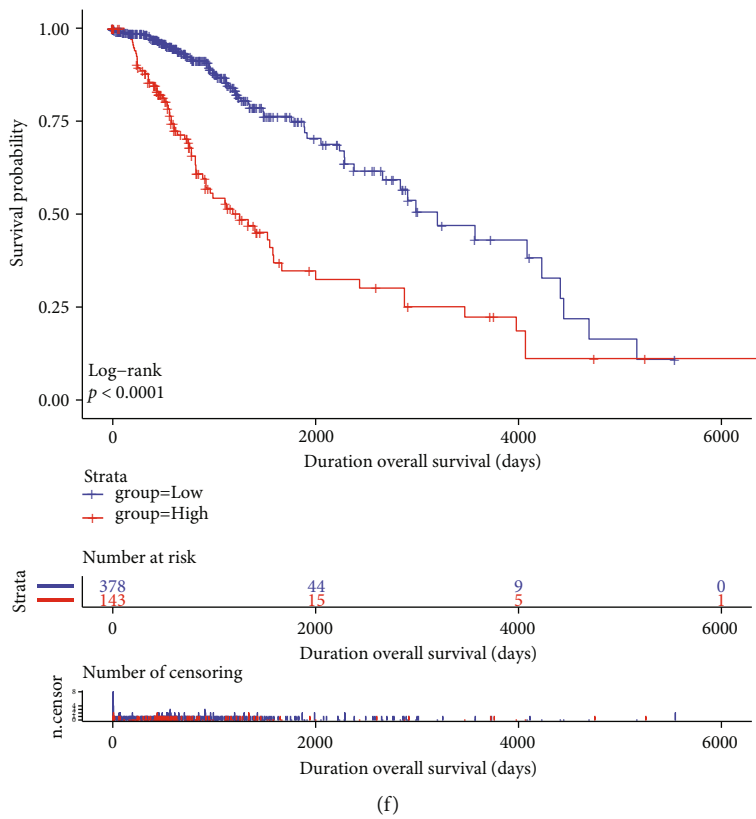 1.00
0.75
0.50
0.25
0.00
Survival probability
Log−rank
p < 0.0001
0 2000 4000 6000
Duration overall survival (days)
Strata
group=Low
group=High
Number at risk
Strata
378 44 9 0
143 15 5 1
0 2000 4000 6000
Duration overall survival (days)
Number of censoring
n.censor
8
0
0 2000 4000 6000
Duration overall survival (days)
(f)